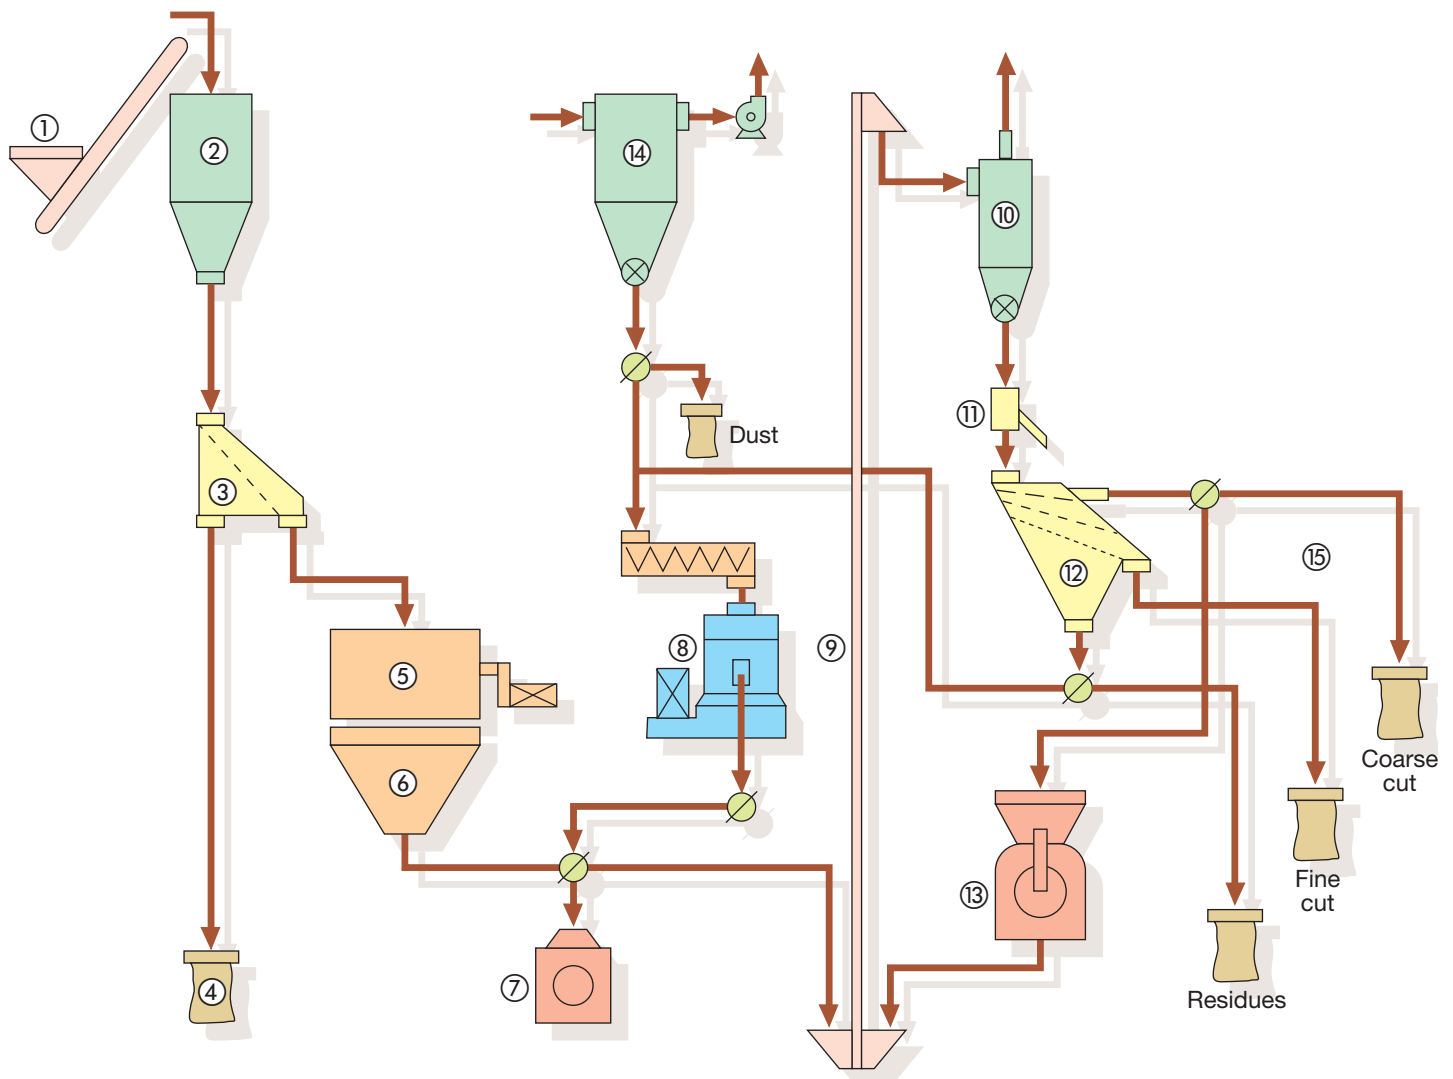 ①
②
⑭
⑩
⑪
Dust
③
⑮
⑫
⑧
⑨
⑤
Coarse
cut
⑥
Fine
cut
⑬
⑦
④
Residues